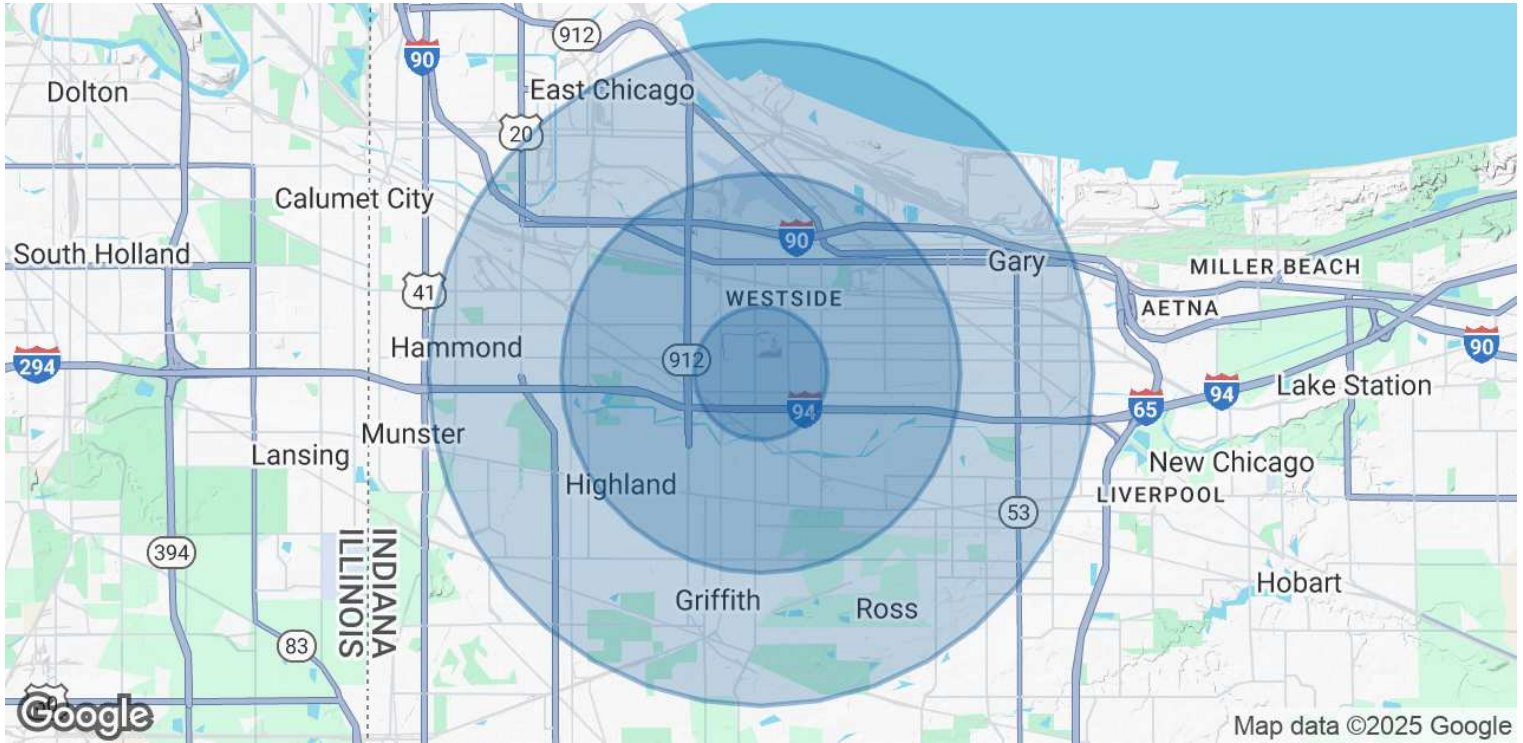 912
90
Dolton
East Chicago
20
Calumet City
South Holland
90
Gary
MILLER BEACH
41
WESTSIDE
AETNA
Hammond
912
90
294
Lake Station
94
65
94
Munster
Lansing
New Chicago
Highland
LIVERPOOL
53
394
INDIANA
ILLINOIS
Hobart
Griffith
Ross
83
Google
Map data ©2025 Google